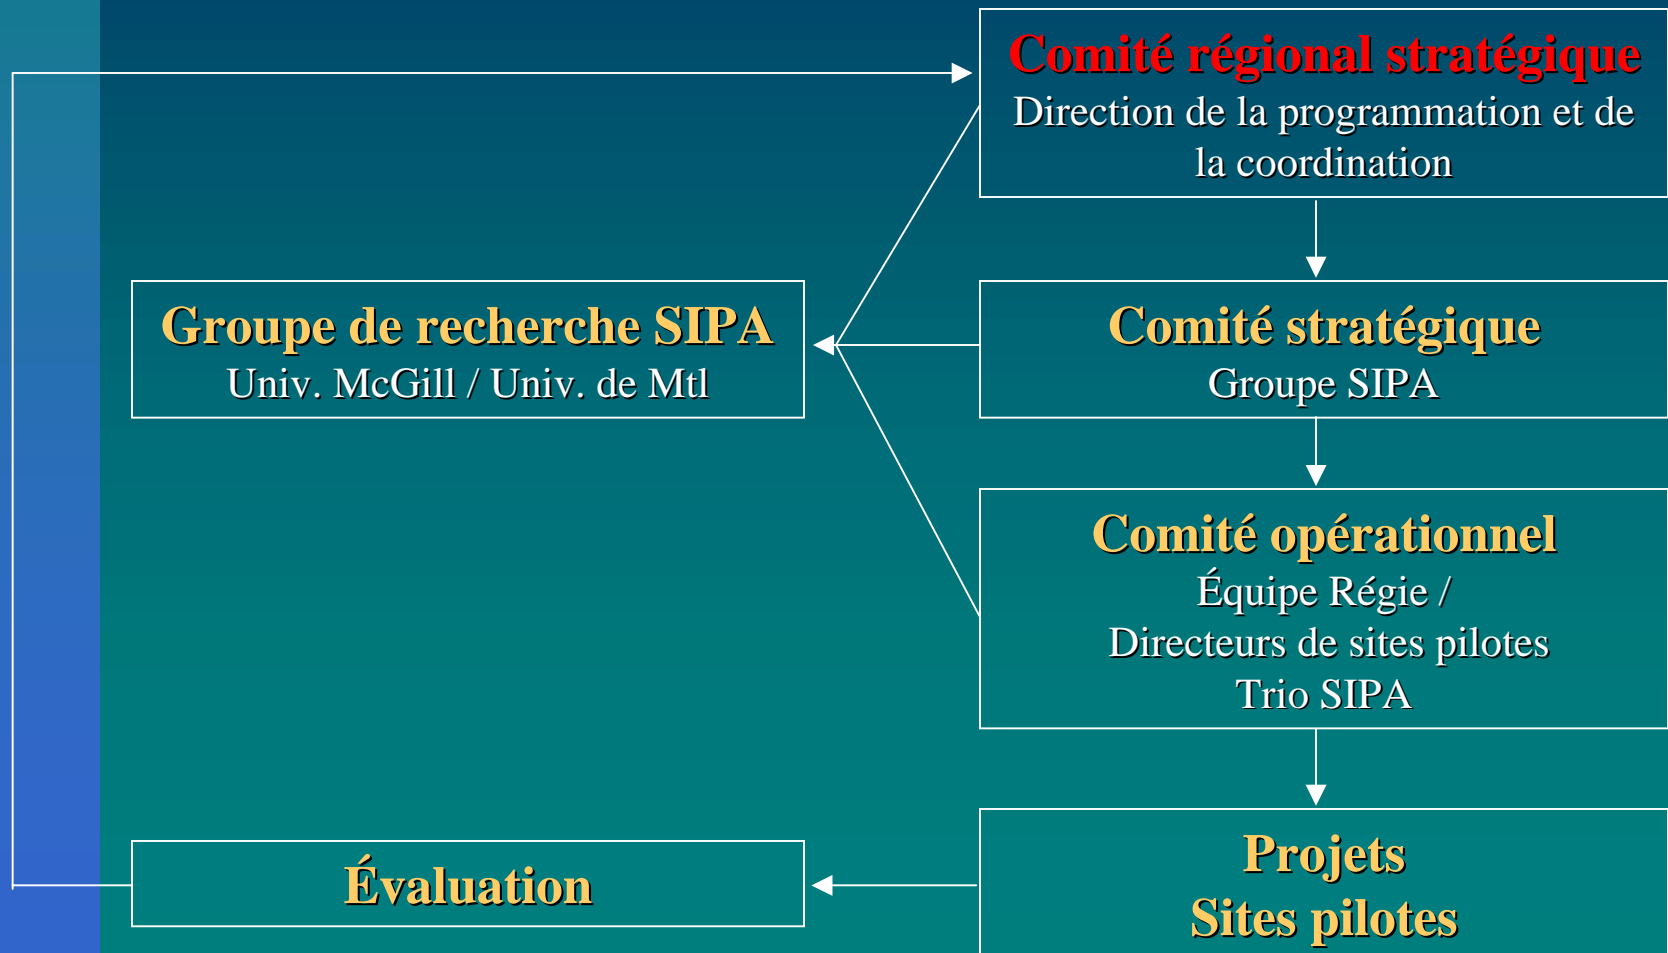 Comité régional stratégique
Direction de la programmation et de
la coordination
Groupe de recherche SIPA
Univ. McGill / Univ. de Mtl
Comité stratégique
Groupe SIPA
Comité opérationnel
Équipe Régie /
Directeurs de sites pilotes
Trio SIPA
Évaluation
Projets
Sites pilotes